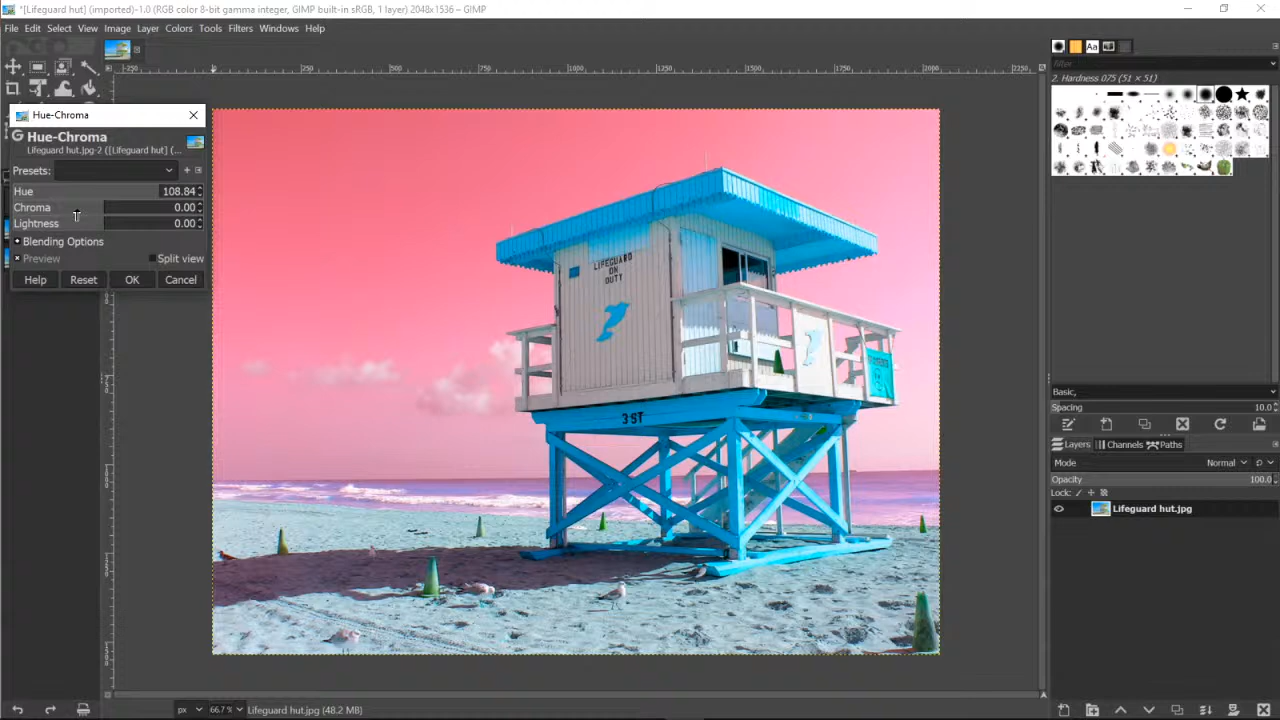 *[Lifeguard hut] (imported)-1.0 (RGB color 8-bit gamma integer, GIMP built-in sRGB, 1 layer) 2048x1536 – GIMP
File Edit Select View Image Layer Colors Tools Filters Windows Help
-250 0 250 500 750 1000 1250 1500 1750 2000 2250
filter
2. Hardness 075 (51 × 51)
Hue-Chroma
G Hue-Chroma
Lifeguard hut.jpg-2 ([Lifeguard hut] (...
Presets:
Hue 108.84
Chroma 0.00
Lightness 0.00
Blending Options
Preview Split view
Help Reset OK Cancel
LIFEGUARD
ON
DUTY
3 ST
Basic,
Spacing 10.0
Layers Channels Paths
Mode Normal
Opacity 100.0
Lock:
Lifeguard hut.jpg
px 66.7 % Lifeguard hut.jpg (48.2 MB)